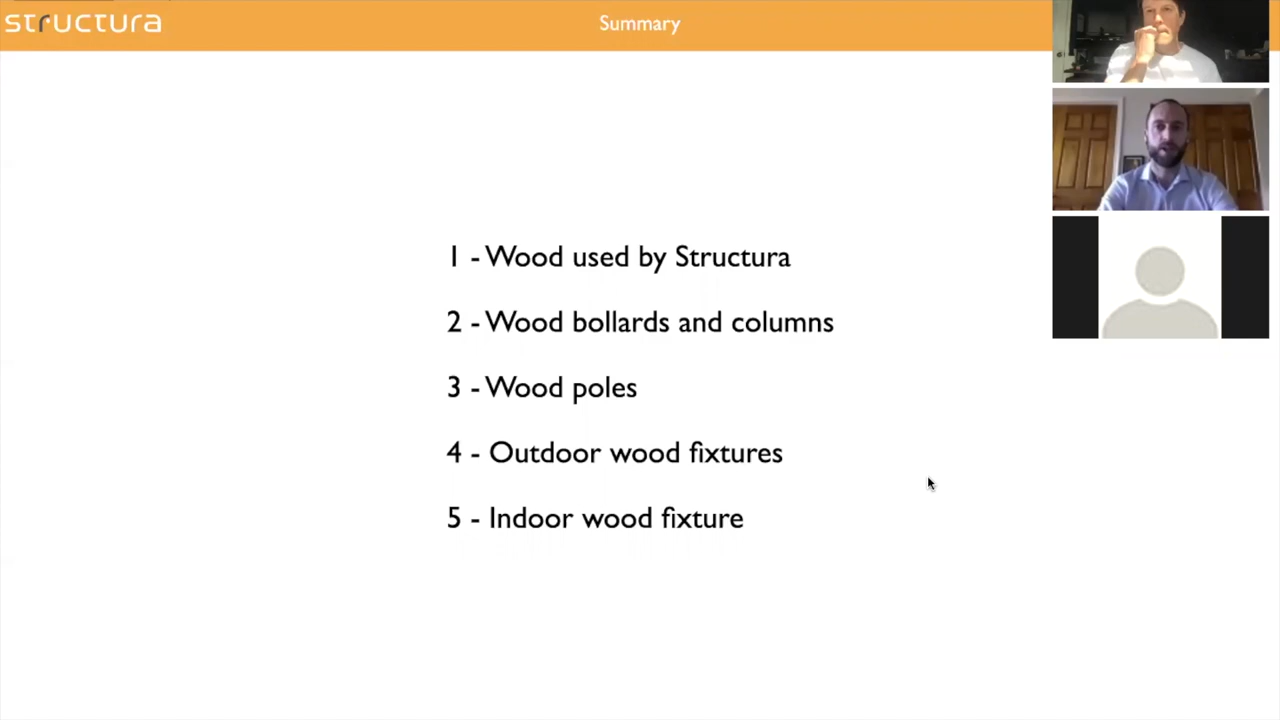 structura
Summary
1 - Wood used by Structura
2 - Wood bollards and columns
3 - Wood poles
4 - Outdoor wood fixtures
5 - Indoor wood fixture